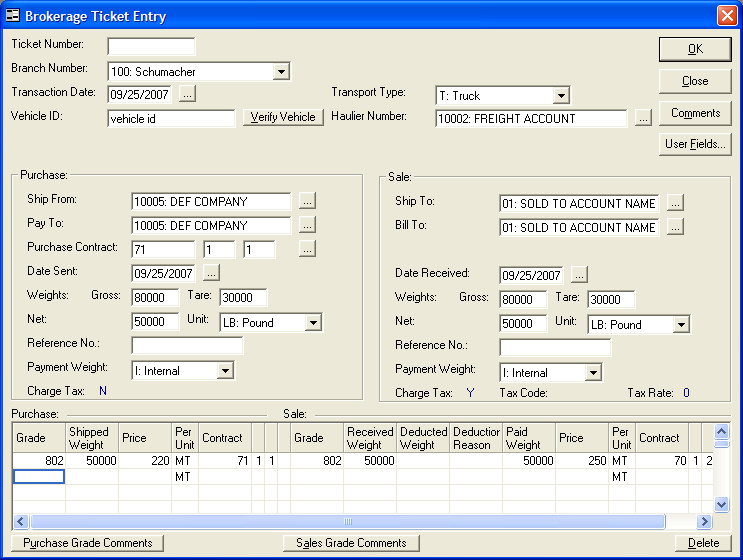 Brokerage Ticket Entry
Ticket Number:
OK
Branch Number: 100: Schumacher
Close
Transaction Date: 09/25/2007 ... Transport Type: T: Truck
Vehicle ID: vehicle id Verify Vehicle Haulier Number: 10002: FREIGHT ACCOUNT ... Comments
User Fields...
Purchase:
Ship From: 10005: DEF COMPANY ...
Pay To: 10005: DEF COMPANY ...
Purchase Contract: 71 1 1 ...
Date Sent: 09/25/2007 ...
Weights: Gross: 80000 Tare: 30000
Net: 50000 Unit: LB: Pound
Reference No.:
Payment Weight: I: Internal
Charge Tax: N
Sale:
Ship To: 01: SOLD TO ACCOUNT NAME ...
Bill To: 01: SOLD TO ACCOUNT NAME ...
Date Received: 09/25/2007 ...
Weights: Gross: 80000 Tare: 30000
Net: 50000 Unit: LB: Pound
Reference No.:
Payment Weight: I: Internal
Charge Tax: Y Tax Code: Tax Rate: 0
Purchase: Sale:
Grade Shipped Weight Price Per Unit Contract Grade Received Weight Deducted Weight Deduction Reason Paid Weight Price Per Unit Contract
802 50000 220 MT 71 1 1 802 50000 50000 250 MT 70 1 2
MT MT
Purchase Grade Comments Sales Grade Comments Delete